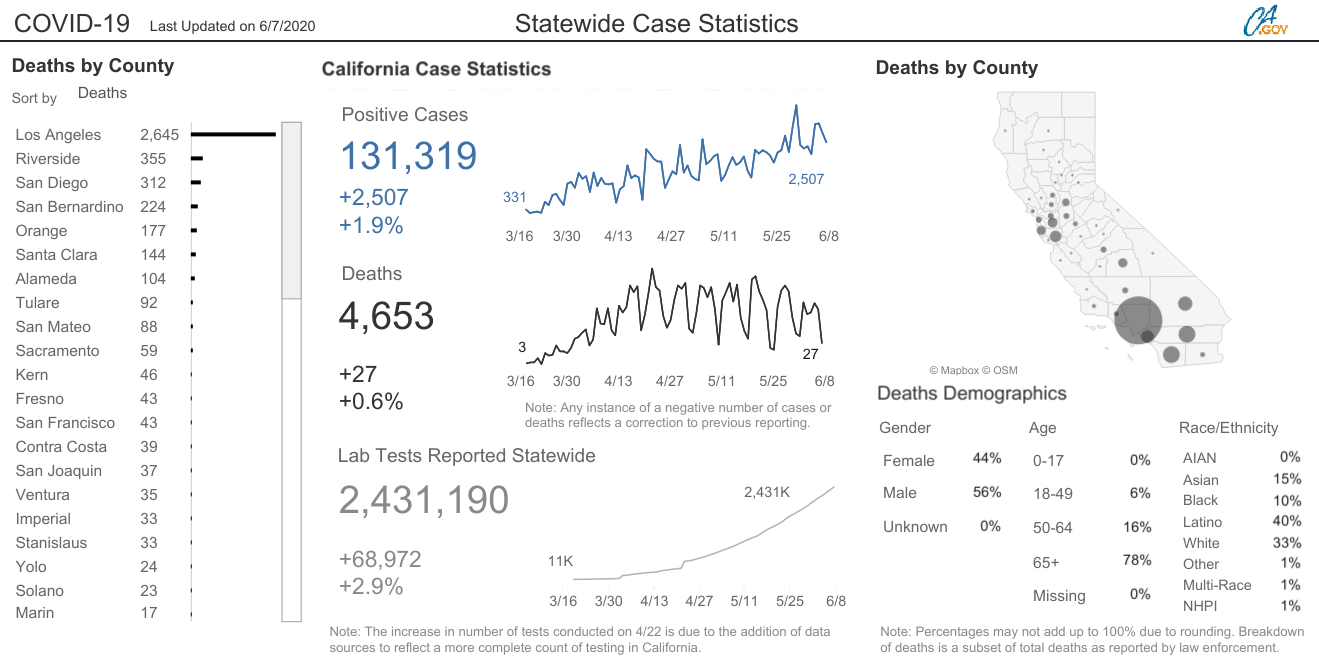 COVID-19 Last Updated on 6/7/2020
Statewide Case Statistics
CA.GOV
Deaths by County
Sort by Deaths
Los Angeles 2,645
Riverside 355
San Diego 312
San Bernardino 224
Orange 177
Santa Clara 144
Alameda 104
Tulare 92
San Mateo 88
Sacramento 59
Kern 46
Fresno 43
San Francisco 43
Contra Costa 39
San Joaquin 37
Ventura 35
Imperial 33
Stanislaus 33
Yolo 24
Solano 23
Marin 17
California Case Statistics
Positive Cases
131,319
+2,507
+1.9%
331
2,507
3/16 3/30 4/13 4/27 5/11 5/25 6/8
Deaths
4,653
+27
+0.6%
3
27
3/16 3/30 4/13 4/27 5/11 5/25 6/8
Note: Any instance of a negative number of cases or
deaths reflects a correction to previous reporting.
Lab Tests Reported Statewide
2,431,190
+68,972
+2.9%
11K
2,431K
3/16 3/30 4/13 4/27 5/11 5/25 6/8
Note: The increase in number of tests conducted on 4/22 is due to the addition of data
sources to reflect a more complete count of testing in California.
Deaths by County
© Mapbox © OSM
Deaths Demographics
Gender
Female 44%
Male 56%
Unknown 0%
Age
0-17 0%
18-49 6%
50-64 16%
65+ 78%
Missing 0%
Race/Ethnicity
AIAN 0%
Asian 15%
Black 10%
Latino 40%
White 33%
Other 1%
Multi-Race 1%
NHPI 1%
Note: Percentages may not add up to 100% due to rounding. Breakdown
of deaths is a subset of total deaths as reported by law enforcement.